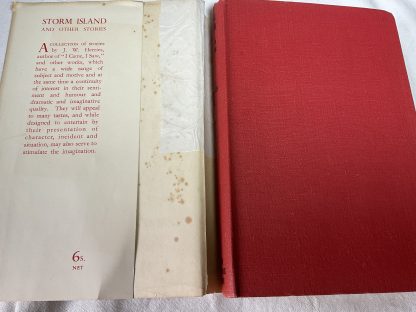 STORM ISLAND
AND OTHER STORIES
A COLLECTION of stories
by J. W. Herries,
author of "I Came, I Saw,"
and other works, which
have a wide range of
subject and motive and at
the same time a continuity
of interest in their senti-
ment and humour and
dramatic and imaginative
quality. They will appeal
to many tastes, and while
designed to entertain by
their presentation of
character, incident and
situation, may also serve to
stimulate the imagination.
6s.
NET